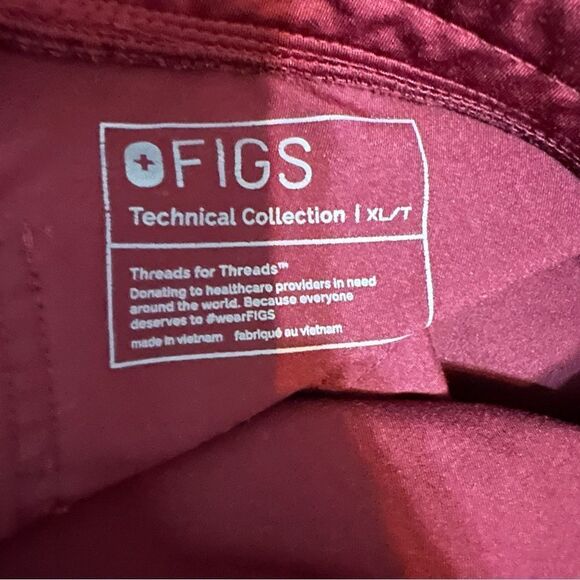 FIGS
Technical Collection | XL/T
Threads for Threads™
Donating to healthcare providers in need
around the world. Because everyone
deserves to #wearFIGS
made in vietnam fabriqué au vietnam